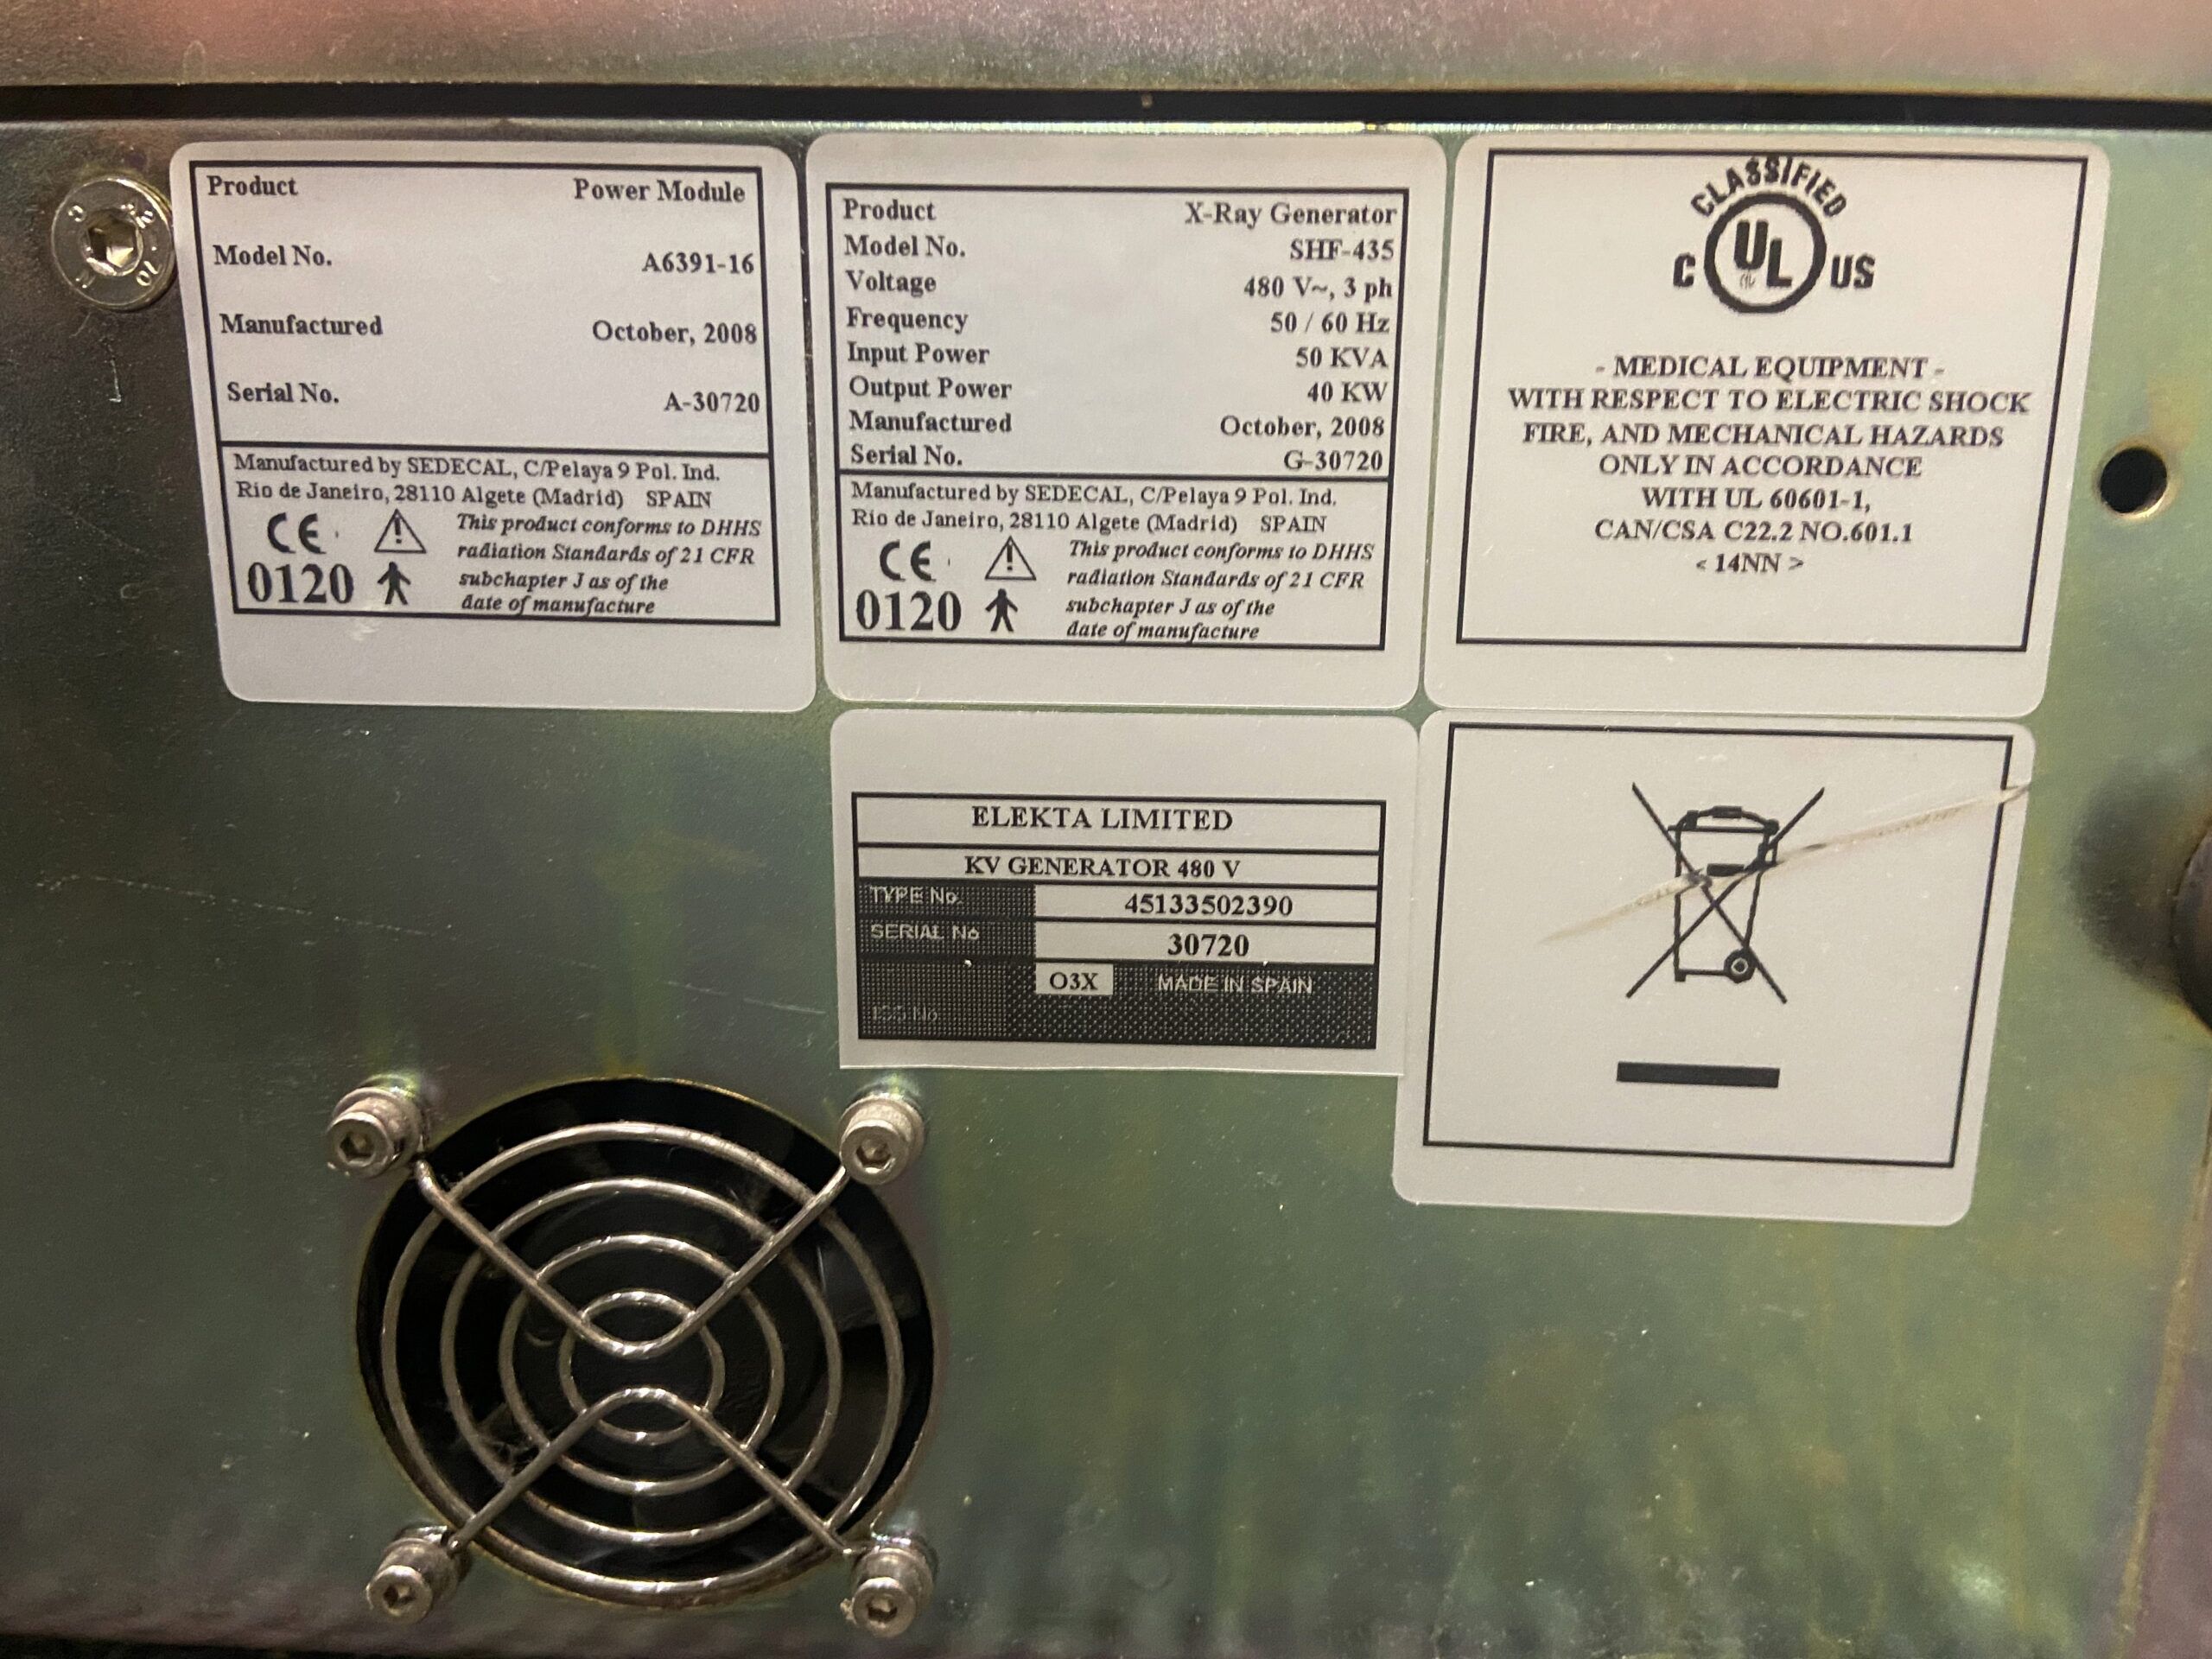 Product Power Module
Model No. A6391-16
Manufactured October, 2008
Serial No. A-30720
Manufactured by SEDECAL, C/Pelaya 9 Pol. Ind.
Rio de Janeiro, 28110 Algete (Madrid) SPAIN
CE
0120
This product conforms to DHHS
radiation Standards of 21 CFR
subchapter J as of the
date of manufacture
Product X-Ray Generator
Model No. SHF-435
Voltage 480 V~, 3 ph
Frequency 50 / 60 Hz
Input Power 50 KVA
Output Power 40 KW
Manufactured October, 2008
Serial No. G-30720
Manufactured by SEDECAL, C/Pelaya 9 Pol. Ind.
Rio de Janeiro, 28110 Algete (Madrid) SPAIN
CE
0120
This product conforms to DHHS
radiation Standards of 21 CFR
subchapter J as of the
date of manufacture
CLASSIFIED
C UL US
- MEDICAL EQUIPMENT -
WITH RESPECT TO ELECTRIC SHOCK
FIRE, AND MECHANICAL HAZARDS
ONLY IN ACCORDANCE
WITH UL 60601-1,
CAN/CSA C22.2 NO.601.1
< 14NN >
ELEKTA LIMITED
KV GENERATOR 480 V
TYPE No. 45133502390
SERIAL No 30720
O3X MADE IN SPAIN